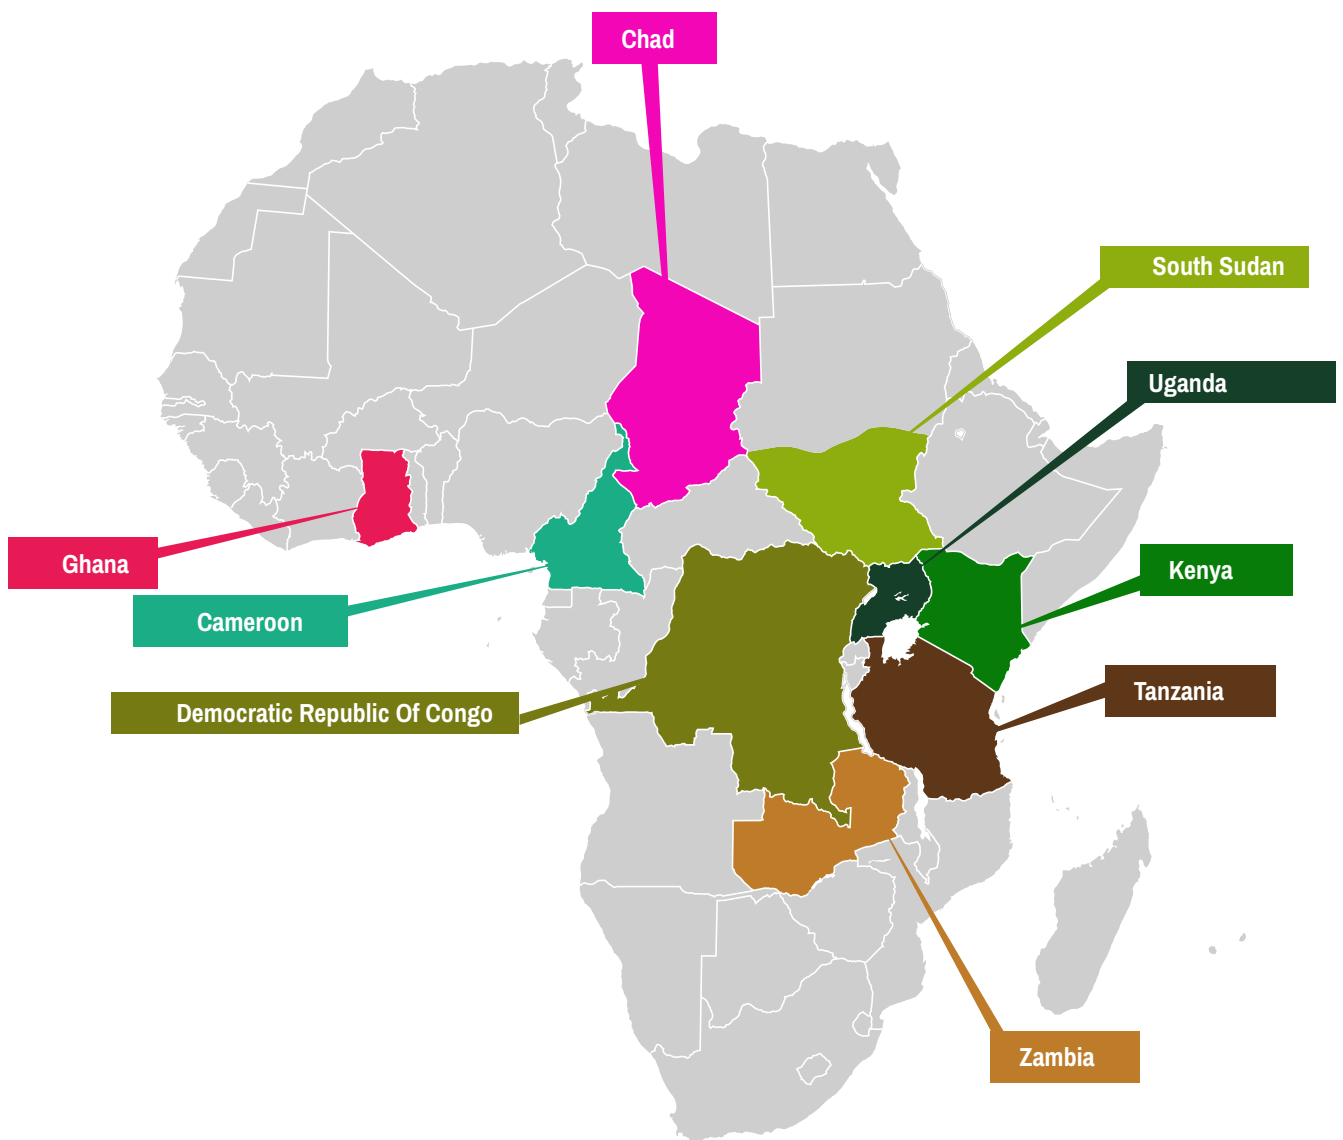 Chad
South Sudan
Uganda
Ghana
Kenya
Cameroon
Tanzania
Democratic Republic Of Congo
Zambia